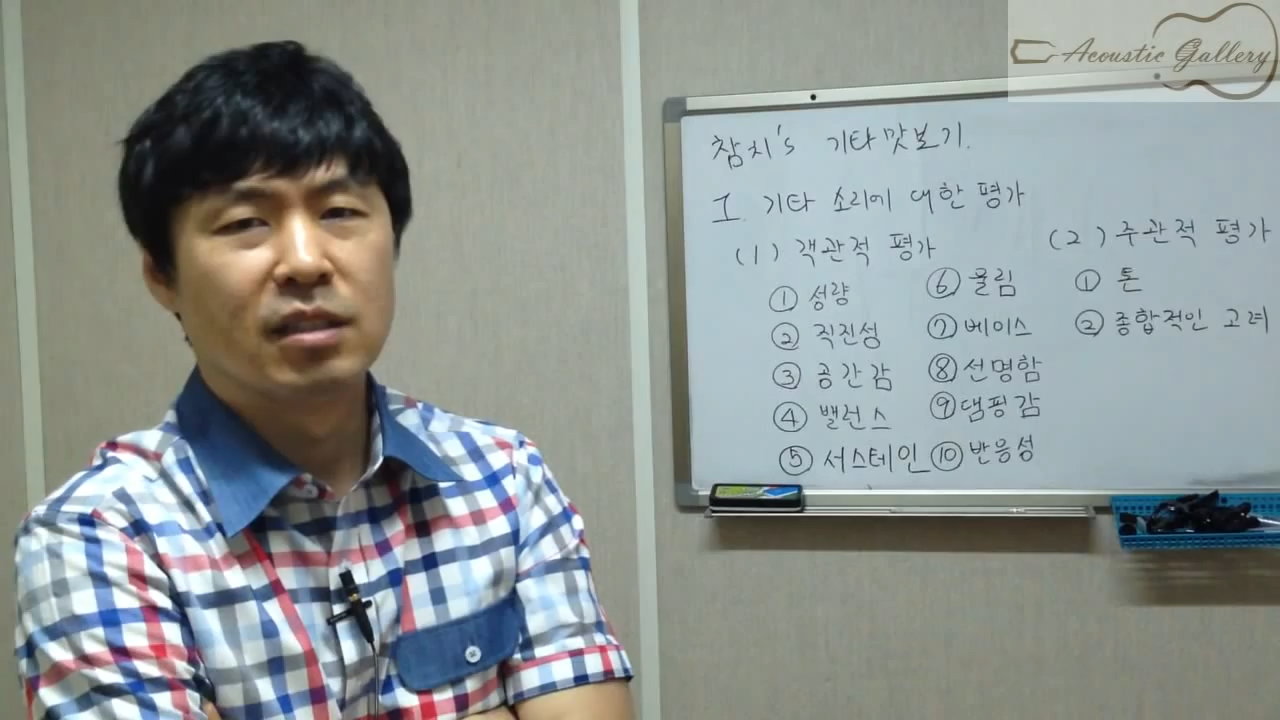 Acoustic Gallery
참치's 기타맛보기.
1. 기타 소리에 대한 평가
(1) 객관적 평가
① 성량
② 직진성
③ 공간감
④ 밸런스
⑤ 서스테인
⑥ 울림
⑦ 베이스
⑧ 선명함
⑨ 댐핑감
⑩ 반응성
(2) 주관적 평가
① 톤
② 종합적인 고려